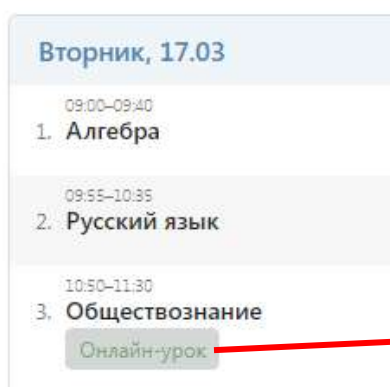 Вторник, 17.03
09:00–09:40
1. Алгебра
09:55–10:35
2. Русский язык
10:50–11:30
3. Обществознание
Онлайн-урок